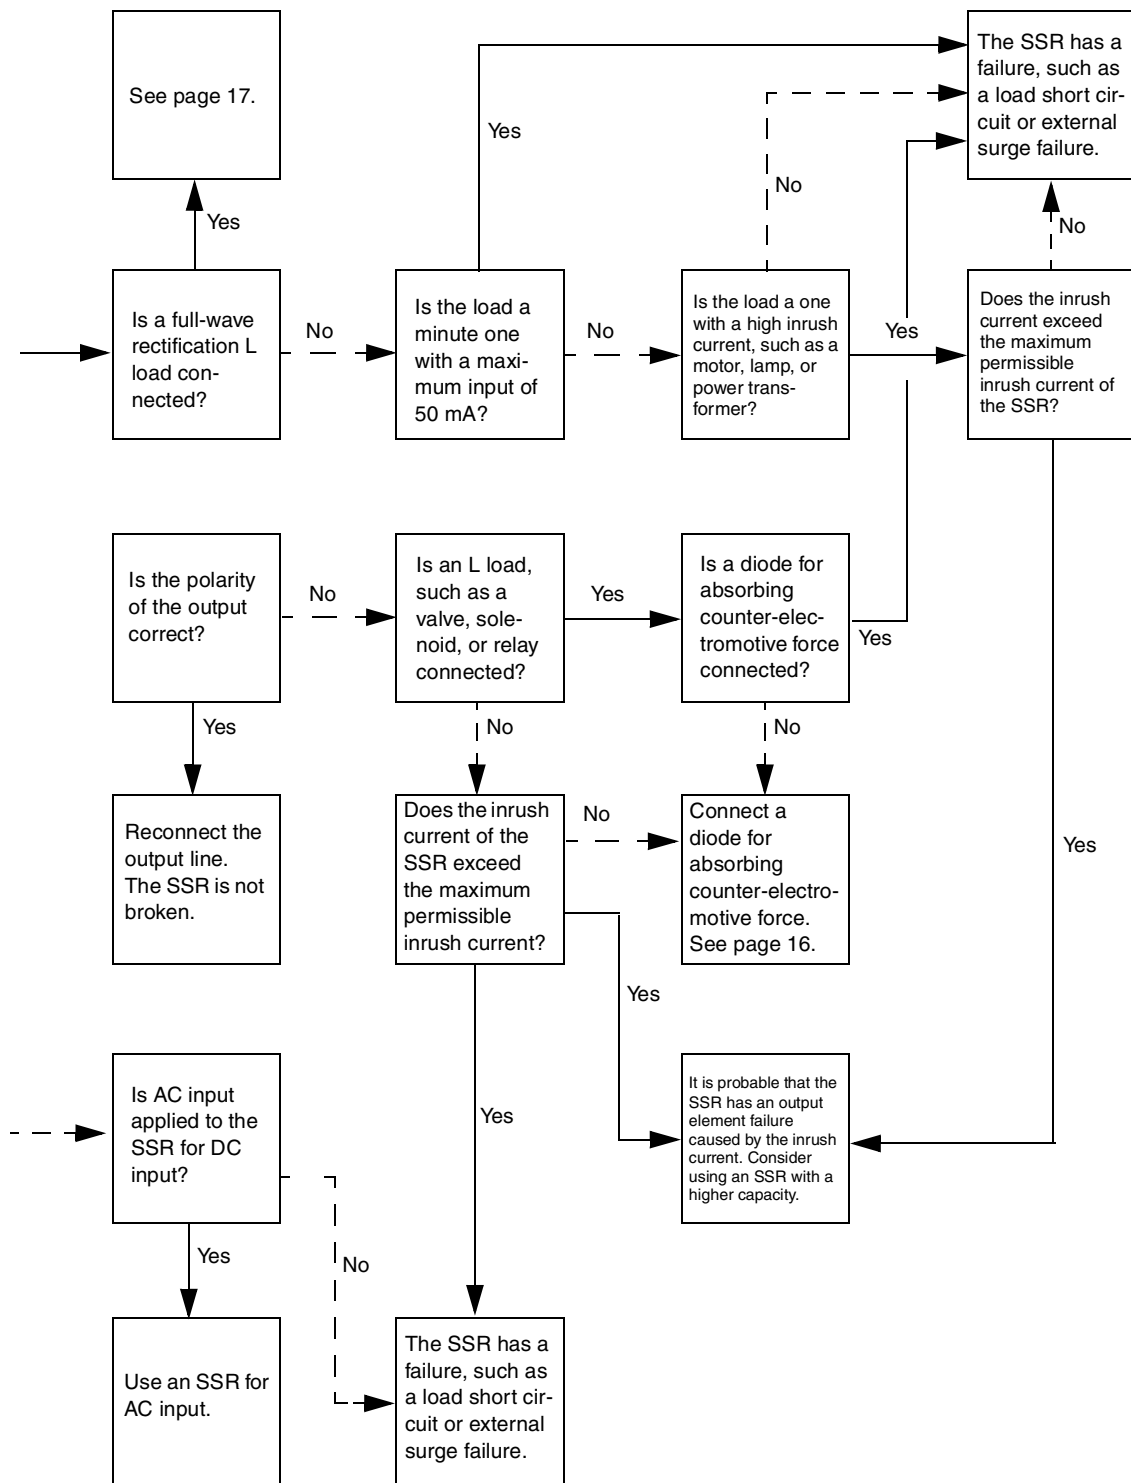 See page 17.
The SSR has a
failure, such as
a load short cir-
cuit or external
surge failure.
Yes
No
Yes
No
Is a full-wave
rectification L
load con-
nected?
No
Is the load a
minute one
with a maxi-
mum input of
50 mA?
No
Is the load a one
with a high inrush
current, such as a
motor, lamp, or
power trans-
former?
Yes
Does the inrush
current exceed
the maximum
permissible
inrush current of
the SSR?
Is the polarity
of the output
correct?
No
Is an L load,
such as a
valve, sole-
noid, or relay
connected?
Yes
Is a diode for
absorbing
counter-elec-
tromotive force
connected?
Yes
Yes
No
No
Reconnect the
output line.
The SSR is not
broken.
Does the inrush
current of the
SSR exceed
the maximum
permissible
inrush current?
No
Connect a
diode for
absorbing
counter-electro-
motive force.
See page 16.
Yes
Yes
Is AC input
applied to the
SSR for DC
input?
Yes
It is probable that the
SSR has an output
element failure
caused by the inrush
current. Consider
using an SSR with a
higher capacity.
Yes
No
Use an SSR for
AC input.
The SSR has a
failure, such as
a load short cir-
cuit or external
surge failure.